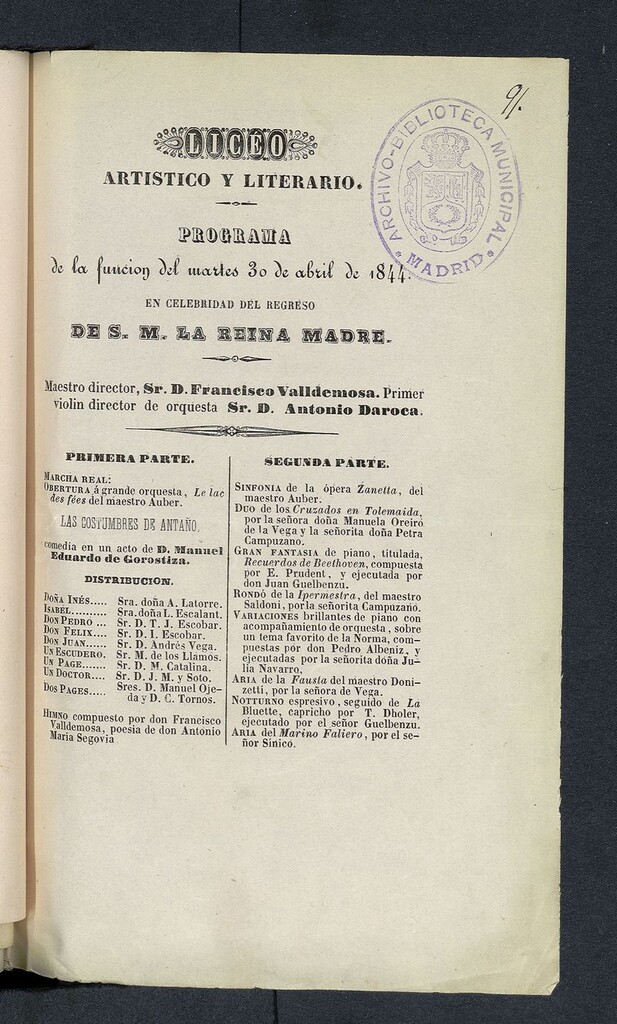 9/.
ARCHIVO-BIBLIOTECA MUNICIPAL
* MADRID *
LICEO
ARTISTICO Y LITERARIO.
PROGRAMA
de la funcion del martes 30 de abril de 1844.
EN CELEBRIDAD DEL REGRESO
DE S. M. LA REINA MADRE.
Maestro director, Sr. D. Francisco Valldemosa. Primer
violin director de orquesta Sr. D. Antonio Daroca.
PRIMERA PARTE.
MARCHA REAL:
OBERTURA á grande orquesta, Le lac
des fées del maestro Auber.
LAS COSTUMBRES DE ANTAÑO,
comedia en un acto de D. Manuel
Eduardo de Gorostiza.
DISTRIBUCION.
DOÑA INÉS..... Sra. doña A. Latorre.
ISABEL.......... Sra. doña L. Escalant.
DON PEDRO ... Sr. D. T. J. Escobar.
DON FELIX.... Sr. D. I. Escobar.
DON JUAN...... Sr. D. Andrés Vega.
UN ESCUDERO. Sr. M. de los Llamos.
UN PAGE....... Sr. D. M. Catalina.
UN DOCTOR.... Sr. D. J. M. y Soto.
DOS PAGES..... Sres. D. Manuel Oje-
da y D. C. Tornos.
HIMNO compuesto por don Francisco
Valldemosa, poesia de don Antonio
Maria Segovia
SEGUNDA PARTE.
SINFONIA de la ópera Zanetta, del
maestro Auber.
DUO de los Cruzados en Tolemaida,
por la señora doña Manuela Oreiro
de la Vega y la señorita doña Petra
Campuzano.
GRAN FANTASIA de piano, titulada,
Recuerdos de Beethoven, compuesta
por E. Prudent, y ejecutada por
don Juan Guelbenzu.
RONDÓ de la Ipermestra, del maestro
Saldoni, por la señorita Campuzano.
VARIACIONES brillantes de piano con
acompañamiento de orquesta, sobre
un tema favorito de la Norma, com-
puestas por don Pedro Albeniz, y
ejecutadas por la señorita doña Ju-
lia Navarro,
ARIA de la Fausta del maestro Doni-
zetti, por la señora de Vega.
NOTTURNO espresivo, seguido de La
Bluette, capricho por T. Dholer,
ejecutado por el señor Guelbenzu.
ARIA del Marino Faliero, por el se-
ñor Sinico.